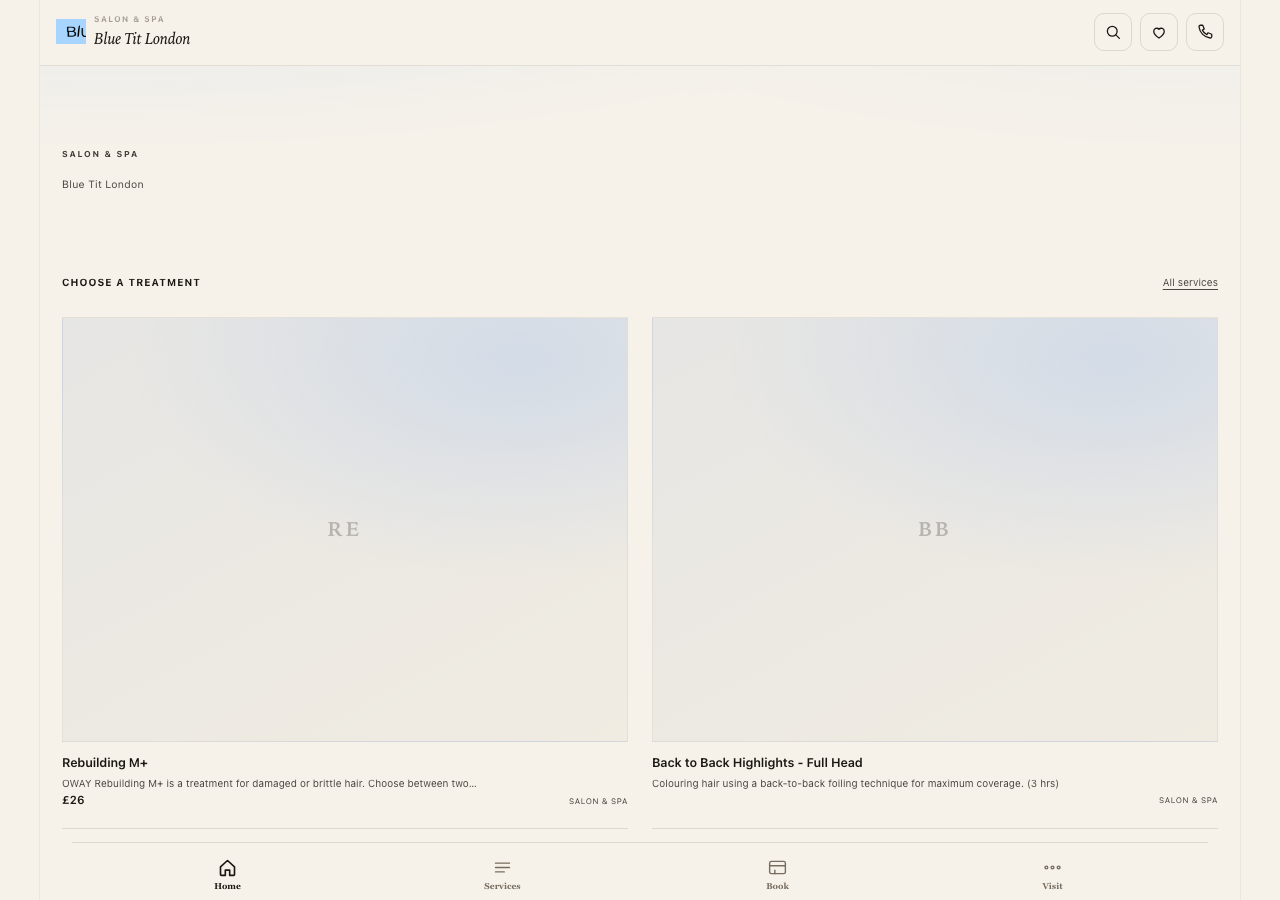 SALON & SPA
Blue Tit London
SALON & SPA
Blue Tit London
CHOOSE A TREATMENT
All services
RE
BB
Rebuilding M+
OWAY Rebuilding M+ is a treatment for damaged or brittle hair. Choose between two...
£26
SALON & SPA
Back to Back Highlights - Full Head
Colouring hair using a back-to-back foiling technique for maximum coverage. (3 hrs)
SALON & SPA
Home
Services
Book
Visit